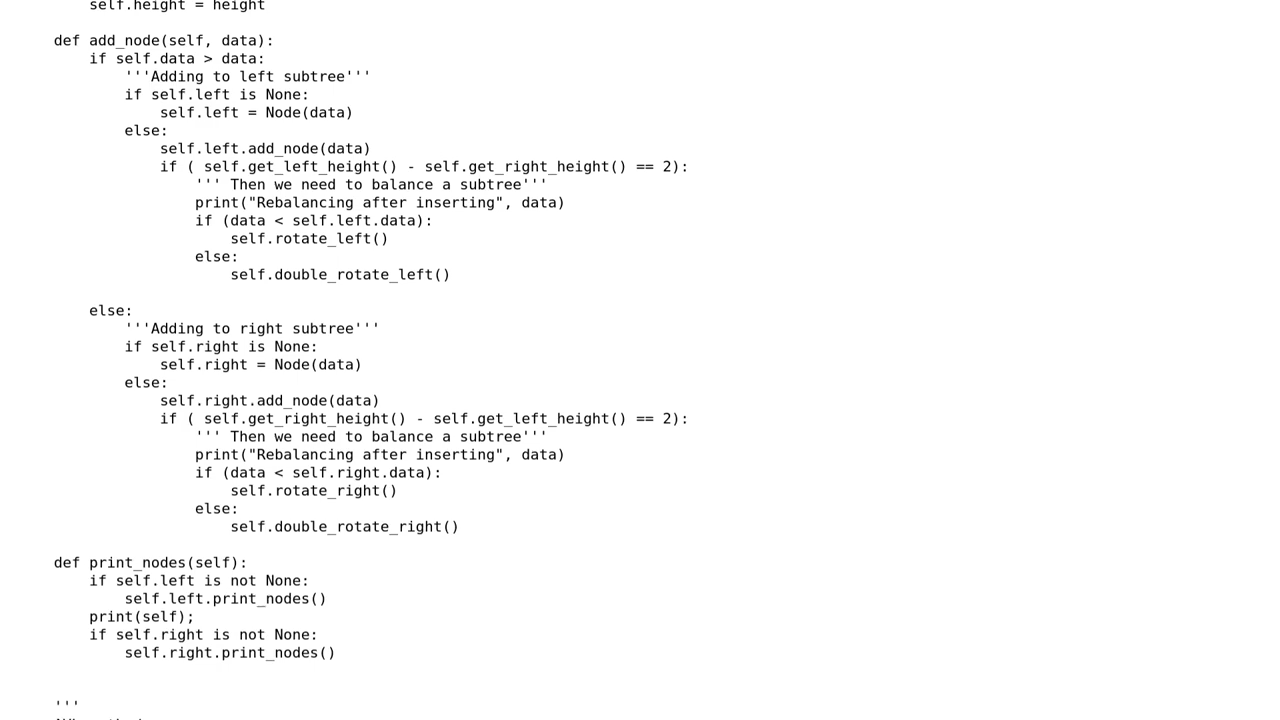 self.height = height
def add_node(self, data):
if self.data > data:
'''Adding to left subtree'''
if self.left is None:
self.left = Node(data)
else:
self.left.add_node(data)
if ( self.get_left_height() - self.get_right_height() == 2):
''' Then we need to balance a subtree'''
print("Rebalancing after inserting", data)
if (data < self.left.data):
self.rotate_left()
else:
self.double_rotate_left()
else:
'''Adding to right subtree'''
if self.right is None:
self.right = Node(data)
else:
self.right.add_node(data)
if ( self.get_right_height() - self.get_left_height() == 2):
''' Then we need to balance a subtree'''
print("Rebalancing after inserting", data)
if (data < self.right.data):
self.rotate_right()
else:
self.double_rotate_right()
def print_nodes(self):
if self.left is not None:
self.left.print_nodes()
print(self);
if self.right is not None:
self.right.print_nodes()
'''